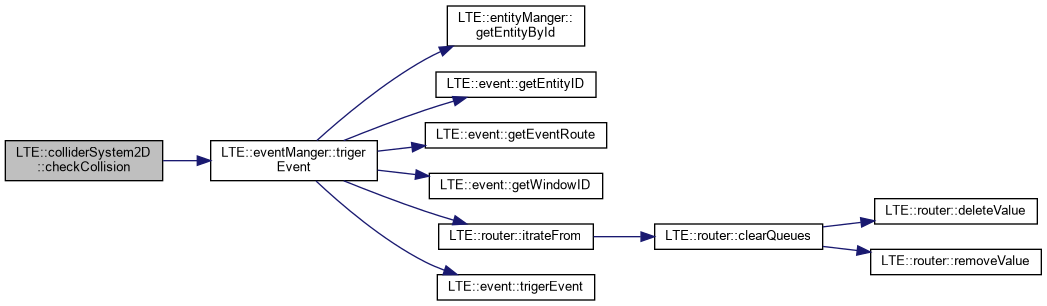 LTE::colliderSystem2D
::checkCollision
LTE::eventManger::triger
Event
LTE::entityManger::
getEntityById
LTE::event::getEntityID
LTE::event::getEventRoute
LTE::event::getWindowID
LTE::router::itrateFrom
LTE::event::trigerEvent
LTE::router::clearQueues
LTE::router::deleteValue
LTE::router::removeValue